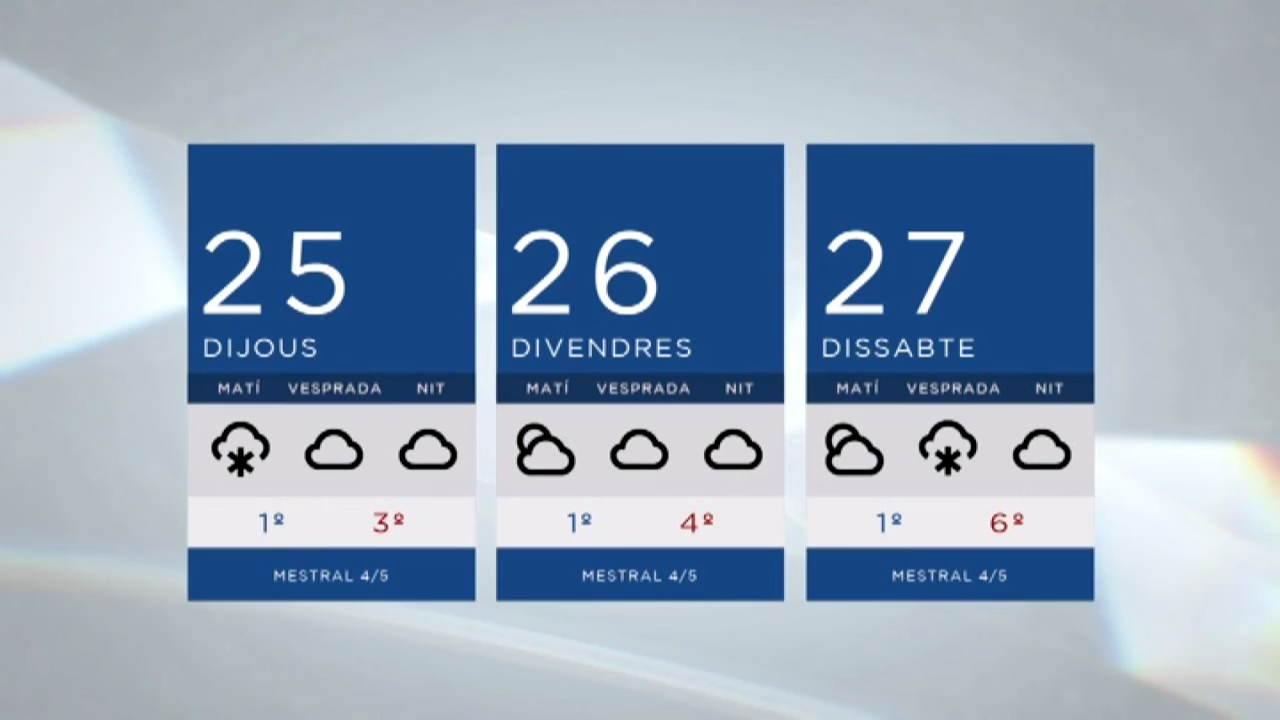 25
DIJOUS
MATÍ VESPRADA NIT
1º 3º
MESTRAL 4/5
26
DIVENDRES
MATÍ VESPRADA NIT
1º 4º
MESTRAL 4/5
27
DISSABTE
MATÍ VESPRADA NIT
1º 6º
MESTRAL 4/5